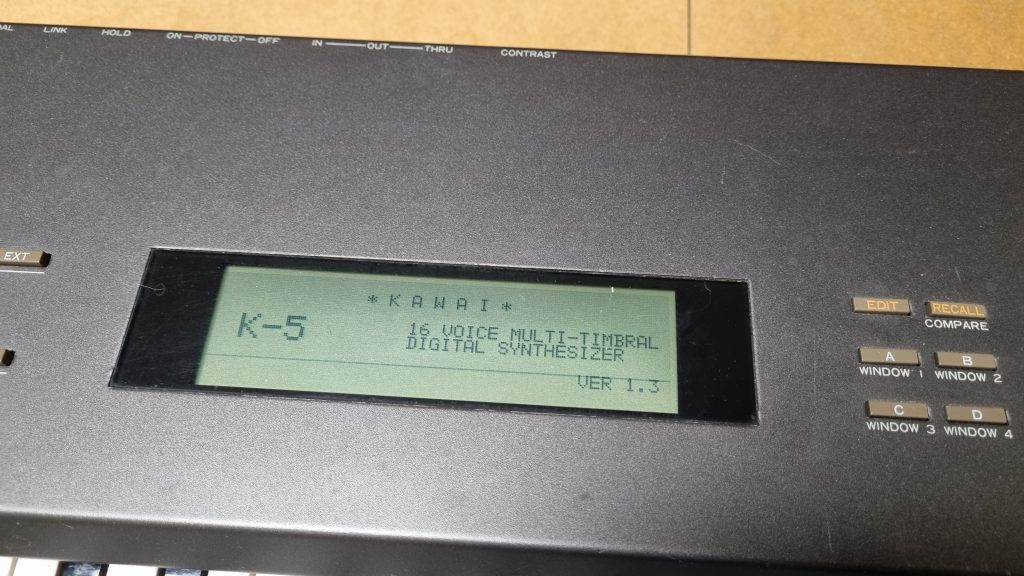 LINK HOLD ON—PROTECT—OFF IN———OUT———THRU CONTRAST
EXT
*KAWAI*
K-5
16 VOICE MULTI-TIMBRAL
DIGITAL SYNTHESIZER
VER 1.3
EDIT RECALL
COMPARE
A B
WINDOW 1 WINDOW 2
C D
WINDOW 3 WINDOW 4